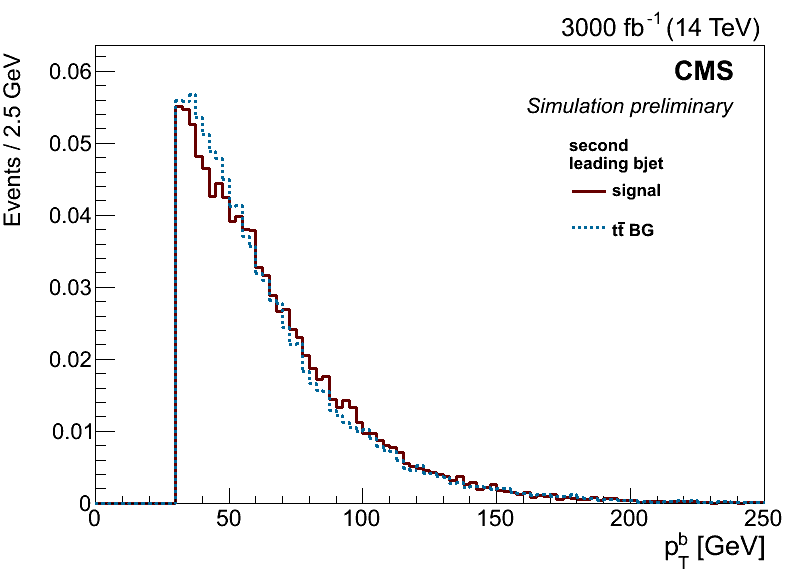 3000 fb⁻¹ (14 TeV)
Events / 2.5 GeV
CMS
Simulation preliminary
second
leading bjet
signal
tt̄ BG
0.06
0.05
0.04
0.03
0.02
0.01
0
0 50 100 150 200 250
p_T^b [GeV]